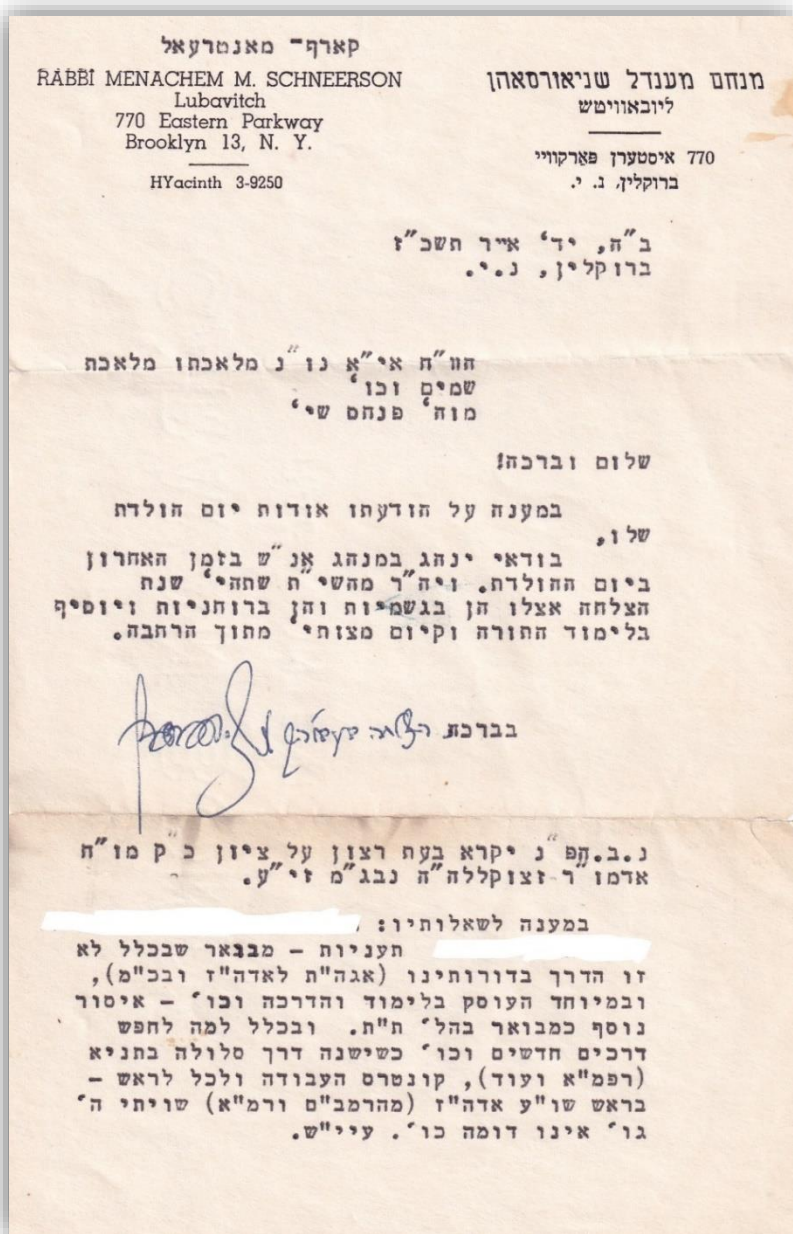 קארף־ מאנטרעאל
RABBI MENACHEM M. SCHNEERSON
Lubavitch
770 Eastern Parkway
Brooklyn 13, N. Y.
HYacinth 3-9250
מנחם מענדל שניאורסאהן
ליובאוויטש
770 איסטערן פארקוויי
ברוקלין, נ. י.
ב"ה, יד' אייר תשכ"ז
ברוקלין, נ.י.
הוו"ח אי"א נו"נ מלאכתו מלאכת
שמים וכו'
מוה' פנחס שי'
שלום וברכה!
במענה על הודעתו אודות יום הולדת
שלו,
בודאי ינהג במנהג אנ"ש בזמן האחרון
ביום ההולדת. ויה"ר מהשי"ת שתהי' שנת
הצלחה אצלו הן בגשמיות והן ברוחניות ויוסיף
בלימוד התורה וקיום מצותי' מתוך הרחבה.
בברכת
נ.ב.הפ"נ יקרא בעת רצון על ציון כ"ק מו"ח
אדמו"ר זצוקללה"ה נבג"מ זי"ע.
במענה לשאלותיו:
תעניות – מבואר שבכלל לא
זו הדרך בדורותינו (אגה"ת לאדה"ז ובכ"מ),
ובמיוחד העוסק בלימוד והדרכה וכו' – איסור
נוסף כמבואר בהל' ת"ת. ובכלל למה לחפש
דרכים חדשים וכו' כשישנה דרך סלולה בתניא
(רפמ"א ועוד), קונטרס העבודה ולכל לראש –
בראש שו"ע אדה"ז (מהרמב"ם ורמ"א) שויתי ה'
גו' אינו דומה כו'. עיי"ש.